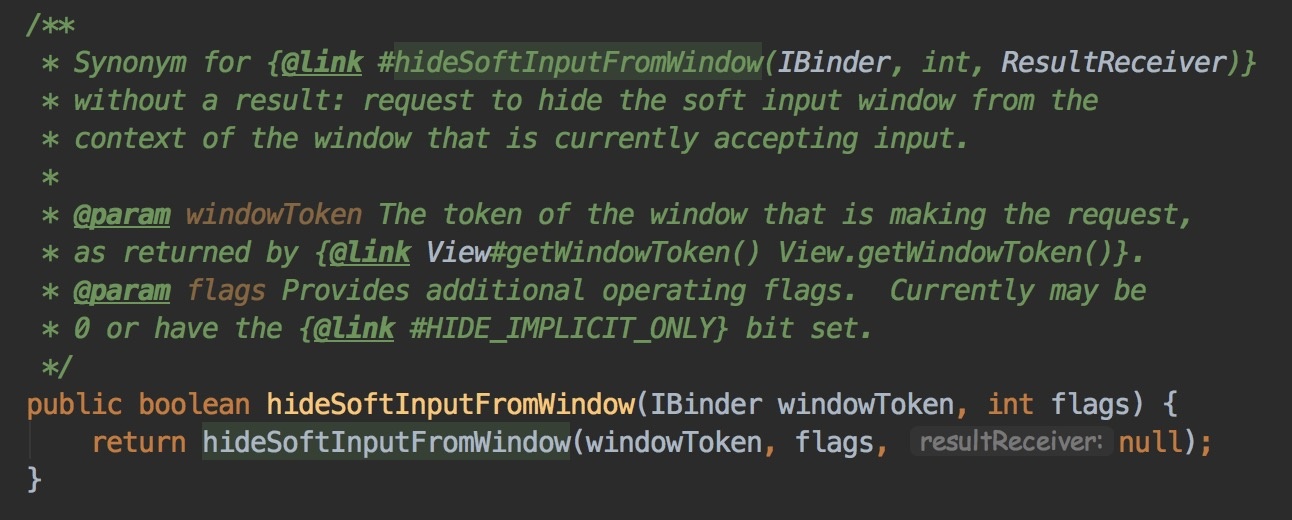 /**
 * Synonym for {@link #hideSoftInputFromWindow(IBinder, int, ResultReceiver)}
 * without a result: request to hide the soft input window from the
 * context of the window that is currently accepting input.
 *
 * @param windowToken The token of the window that is making the request,
 * as returned by {@link View#getWindowToken() View.getWindowToken()}.
 * @param flags Provides additional operating flags.  Currently may be
 * 0 or have the {@link #HIDE_IMPLICIT_ONLY} bit set.
 */
public boolean hideSoftInputFromWindow(IBinder windowToken, int flags) {
    return hideSoftInputFromWindow(windowToken, flags, resultReceiver: null);
}